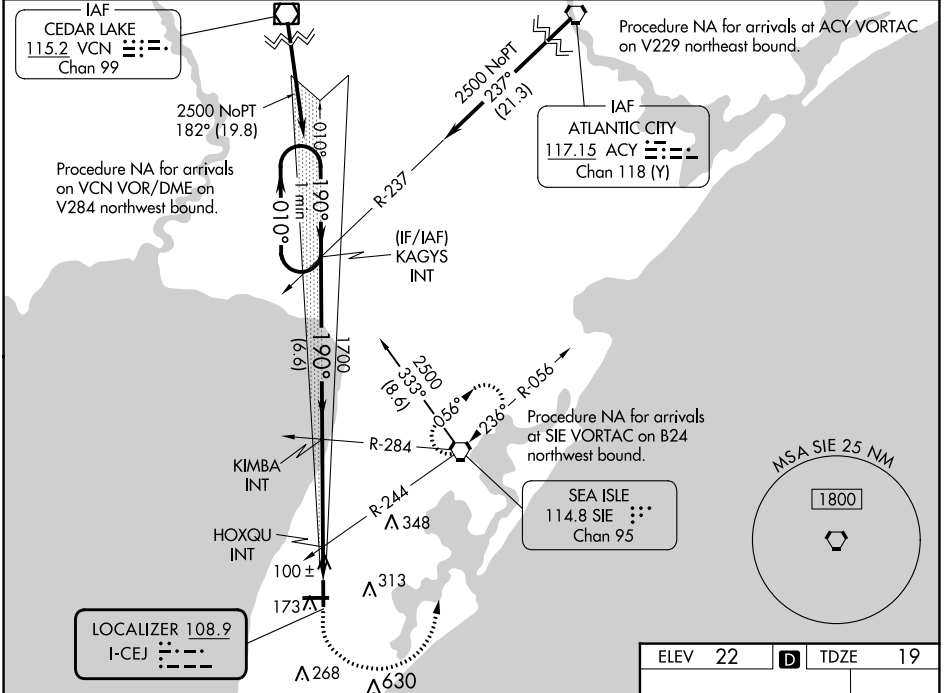 IAF
CEDAR LAKE
115.2 VCN
Chan 99
2500 NoPT
182° (19.8)
Procedure NA for arrivals
on VCN VOR/DME on
V284 northwest bound.
010°
190°
1 min
010°
2500 NoPT
237°
(21.3)
R-237
Procedure NA for arrivals at ACY VORTAC
on V229 northeast bound.
IAF
ATLANTIC CITY
117.15 ACY
Chan 118 (Y)
(IF/IAF)
KAGYS
INT
1700
190°
(6.6)
2500
333°
(8.6)
056°
236°
R-056
Procedure NA for arrivals
at SIE VORTAC on B24
northwest bound.
R-284
KIMBA
INT
R-244
SEA ISLE
114.8 SIE
Chan 95
MSA SIE 25 NM
1800
HOXQU
INT
348
100 ±
313
173
LOCALIZER 108.9
I-CEJ
268
630
ELEV 22 D TDZE 19